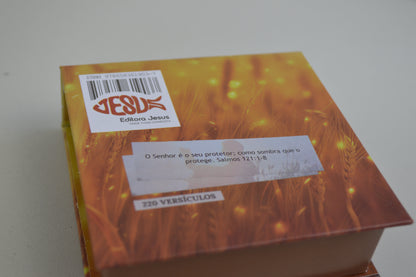 JESUS
Editora Jesus
O Senhor é o seu protetor; como sombra que o
protege. Salmos 121:1-8
220 VERSÍCULOS